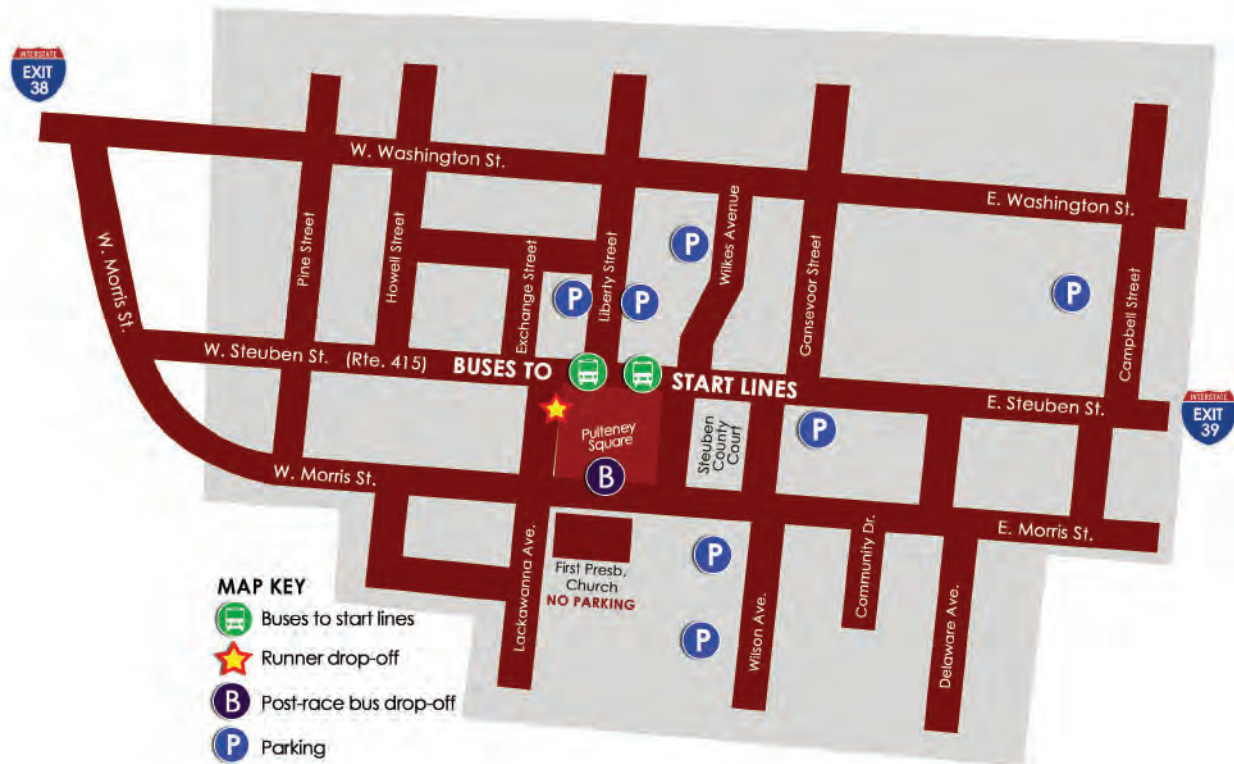 INTERSTATE
EXIT
38
W. Washington St.
E. Washington St.
W. Morris St.
Pine Street
Howell Street
Exchange Street
Liberty Street
Wilkes Avenue
Gansevoor Street
Campbell Street
P
P
P
P
W. Steuben St. (Rte. 415)
BUSES TO
START LINES
E. Steuben St.
INTERSTATE
EXIT
39
Pulteney
Square
Steuben
County
Court
P
B
W. Morris St.
E. Morris St.
Lackawanna Ave.
First Presb.
Church
NO PARKING
P
P
Wilson Ave.
Community Dr.
Delaware Ave.
MAP KEY
Buses to start lines
Runner drop-off
B Post-race bus drop-off
P Parking